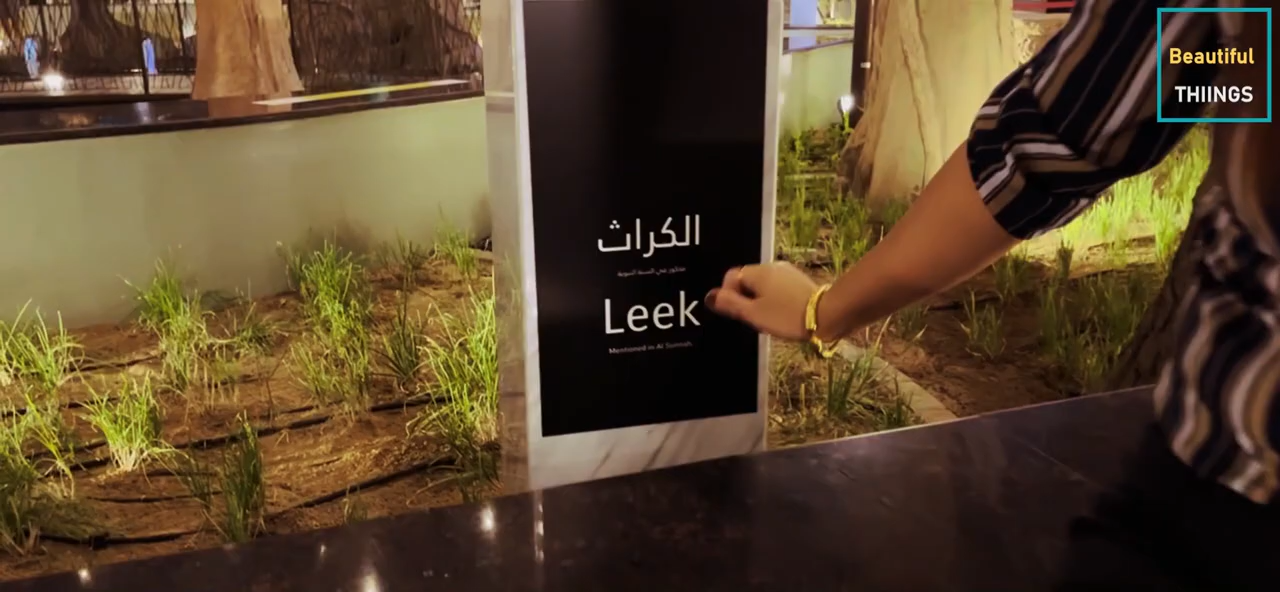 الكراث
مذكور في السنة النبوية
Leek
Mentioned in Al Sunnah.
Beautiful
THIINGS